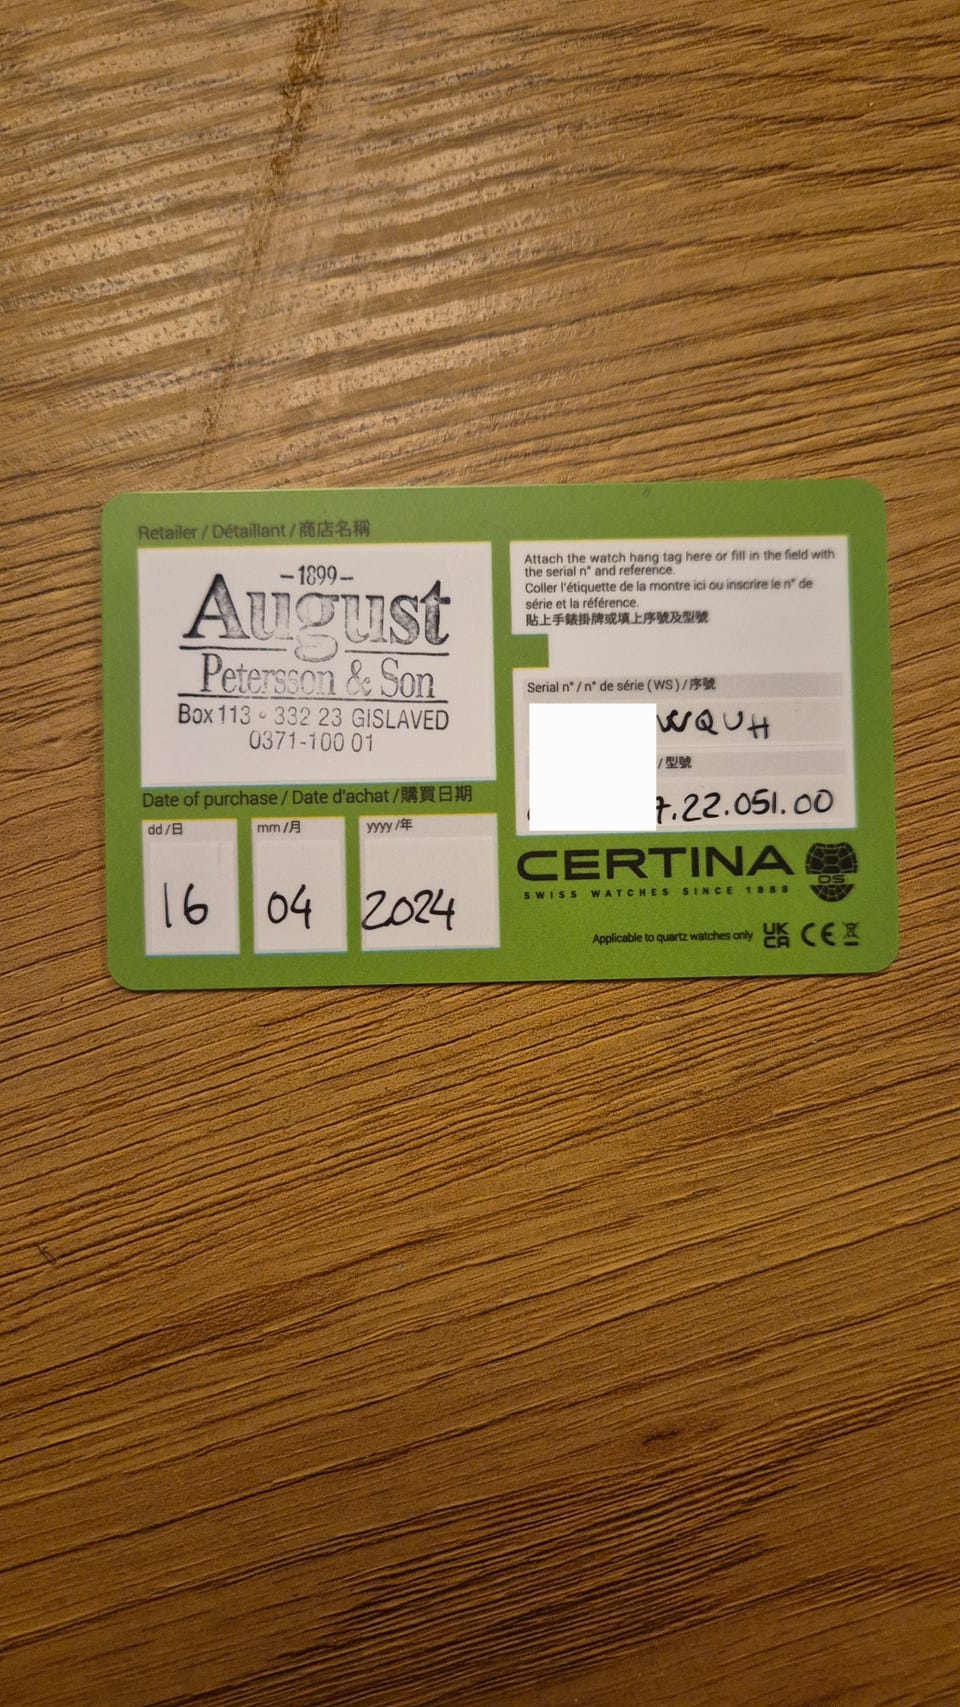 Retailer / Détaillant / 商店名稱
–1899–
August
Petersson & Son
Box 113 • 332 23 GISLAVED
0371-100 01
Date of purchase / Date d'achat / 購買日期
dd /日
mm /月
yyyy /年
16
04
2024
Attach the watch hang tag here or fill in the field with
the serial n° and reference.
Coller l'étiquette de la montre ici ou inscrire le n° de
série et la référence.
貼上手錶掛牌或填上序號及型號
Serial n° / n° de série (WS) / 序號
WQUH
/ 型號
7.22.051.00
CERTINA
DS
SWISS WATCHES SINCE 1888
Applicable to quartz watches only
UK
CA
CE